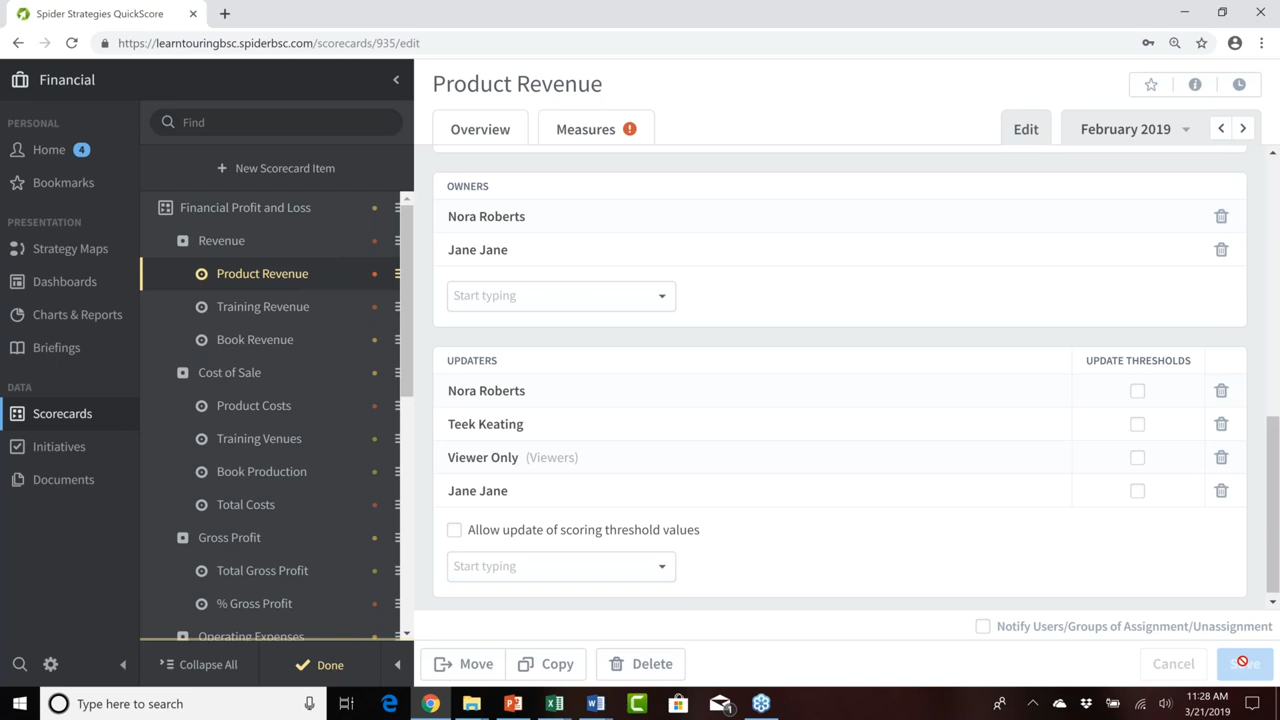 Spider Strategies QuickScore
https://learntouringbsc.spiderbsc.com/scorecards/935/edit
Financial
PERSONAL
Home 4
Bookmarks
PRESENTATION
Strategy Maps
Dashboards
Charts & Reports
Briefings
DATA
Scorecards
Initiatives
Documents
Find
New Scorecard Item
Financial Profit and Loss
Revenue
Product Revenue
Training Revenue
Book Revenue
Cost of Sale
Product Costs
Training Venues
Book Production
Total Costs
Gross Profit
Total Gross Profit
% Gross Profit
Operating Expenses
Collapse All
Done
Product Revenue
Overview
Measures
Edit
February 2019
OWNERS
Nora Roberts
Jane Jane
Start typing
UPDATERS UPDATE THRESHOLDS
Nora Roberts
Teek Keating
Viewer Only (Viewers)
Jane Jane
Allow update of scoring threshold values
Start typing
Notify Users/Groups of Assignment/Unassignment
Move
Copy
Delete
Cancel
Save
Type here to search
11:28 AM
3/21/2019